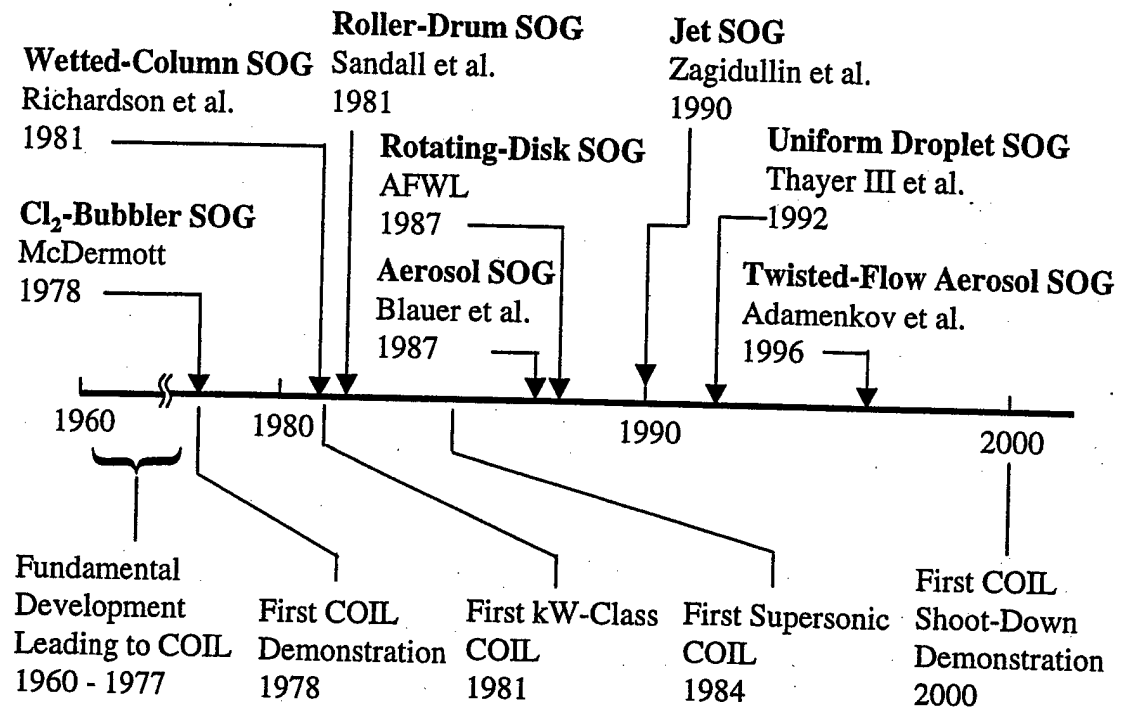 Wetted-Column SOG
Richardson et al.
1981
Roller-Drum SOG
Sandall et al.
1981
Jet SOG
Zagidullin et al.
1990
Cl₂-Bubbler SOG
McDermott
1978
Rotating-Disk SOG
AFWL
1987
Aerosol SOG
Blauer et al.
1987
Uniform Droplet SOG
Thayer III et al.
1992
Twisted-Flow Aerosol SOG
Adamenkov et al.
1996
1960
1980
1990
2000
Fundamental
Development
Leading to COIL
1960 - 1977
First COIL
Demonstration
1978
First kW-Class
COIL
1981
First Supersonic
COIL
1984
First COIL
Shoot-Down
Demonstration
2000